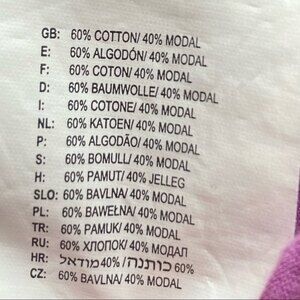 GB: 60% COTTON/ 40% MODAL
E: 60% ALGODÓN/ 40% MODAL
F: 60% COTON/ 40% MODAL
D: 60% BAUMWOLLE/ 40% MODAL
I: 60% COTONE/ 40% MODAL
NL: 60% KATOEN/ 40% MODAL
P: 60% ALGODÃO/ 40% MODAL
S: 60% BOMULL/ 40% MODAL
H: 60% PAMUT/ 40% JELLEG
SLO: 60% BAVLNA/ 40% MODAL
PL: 60% BAWEŁNA/ 40% MODAL
TR: 60% PAMUK/ 40% MODAL
RU: 60% ХЛОПОК/ 40% МОДАЛ
HR: 60% כותנה/ 40% מודאל
CZ: 60% BAVLNA/ 40% MODAL